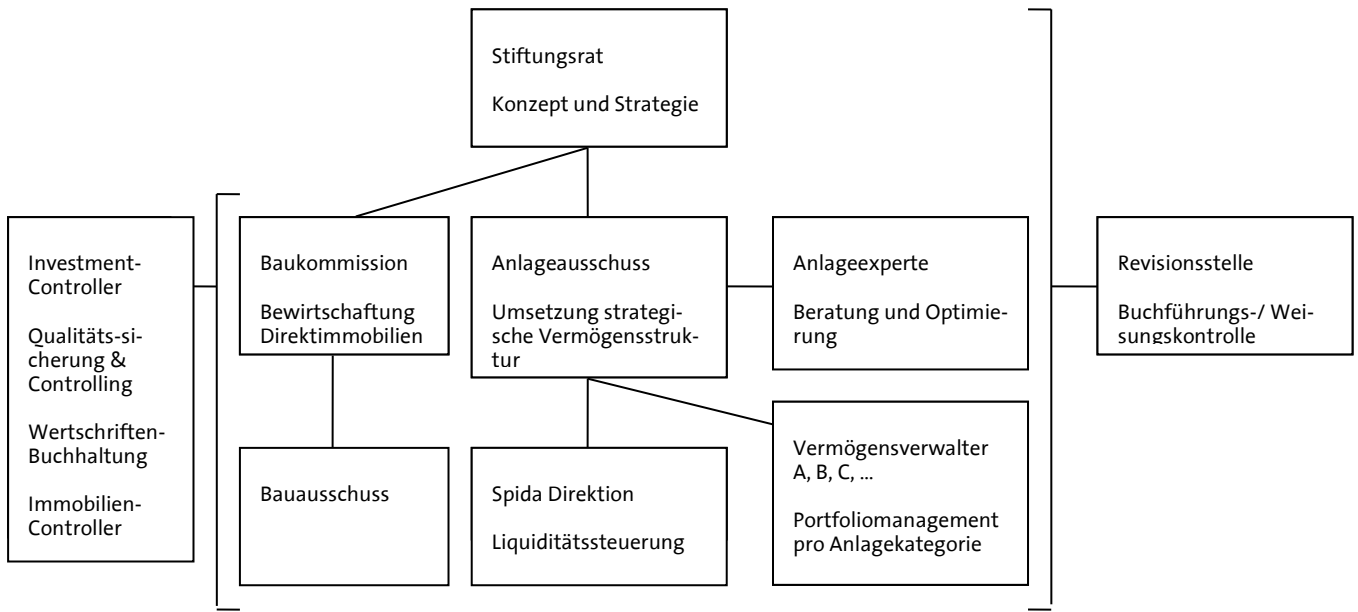 Stiftungsrat
Konzept und Strategie
Investment-
Controller
Qualitäts-si-
cherung &
Controlling
Wertschriften-
Buchhaltung
Immobilien-
Controller
Baukommission
Bewirtschaftung
Direktimmobilien
Anlageausschuss
Umsetzung strategi-
sche Vermögensstruk-
tur
Anlageexperte
Beratung und Optimie-
rung
Revisionsstelle
Buchführungs-/ Wei-
sungskontrolle
Bauausschuss
Spida Direktion
Liquiditätssteuerung
Vermögensverwalter
A, B, C, ...
Portfoliomanagement
pro Anlagekategorie